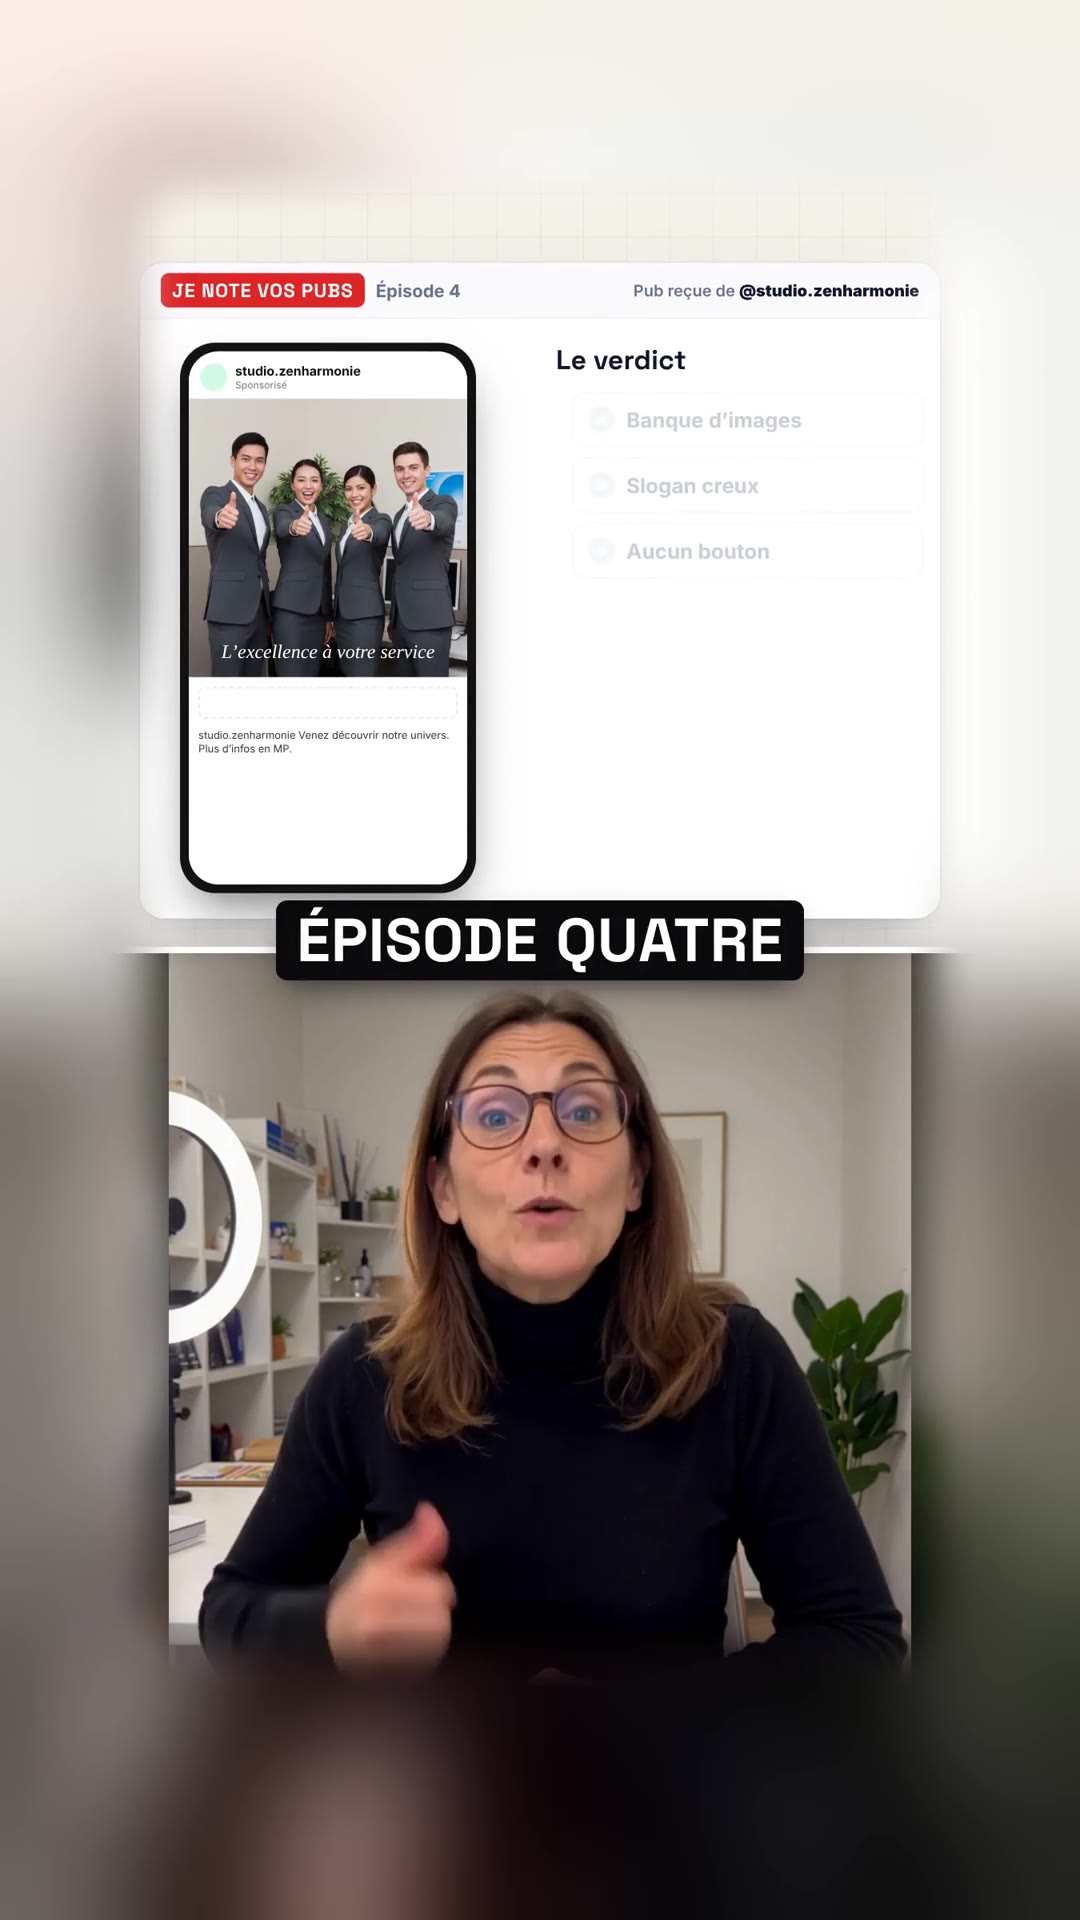 JE NOTE VOS PUBS Épisode 4 Pub reçue de @studio.zenharmonie
studio.zenharmonie
Sponsorisé
L’excellence à votre service
studio.zenharmonie Venez découvrir notre univers.
Plus d’infos en MP.
Le verdict
Banque d’images
Slogan creux
Aucun bouton
ÉPISODE QUATRE